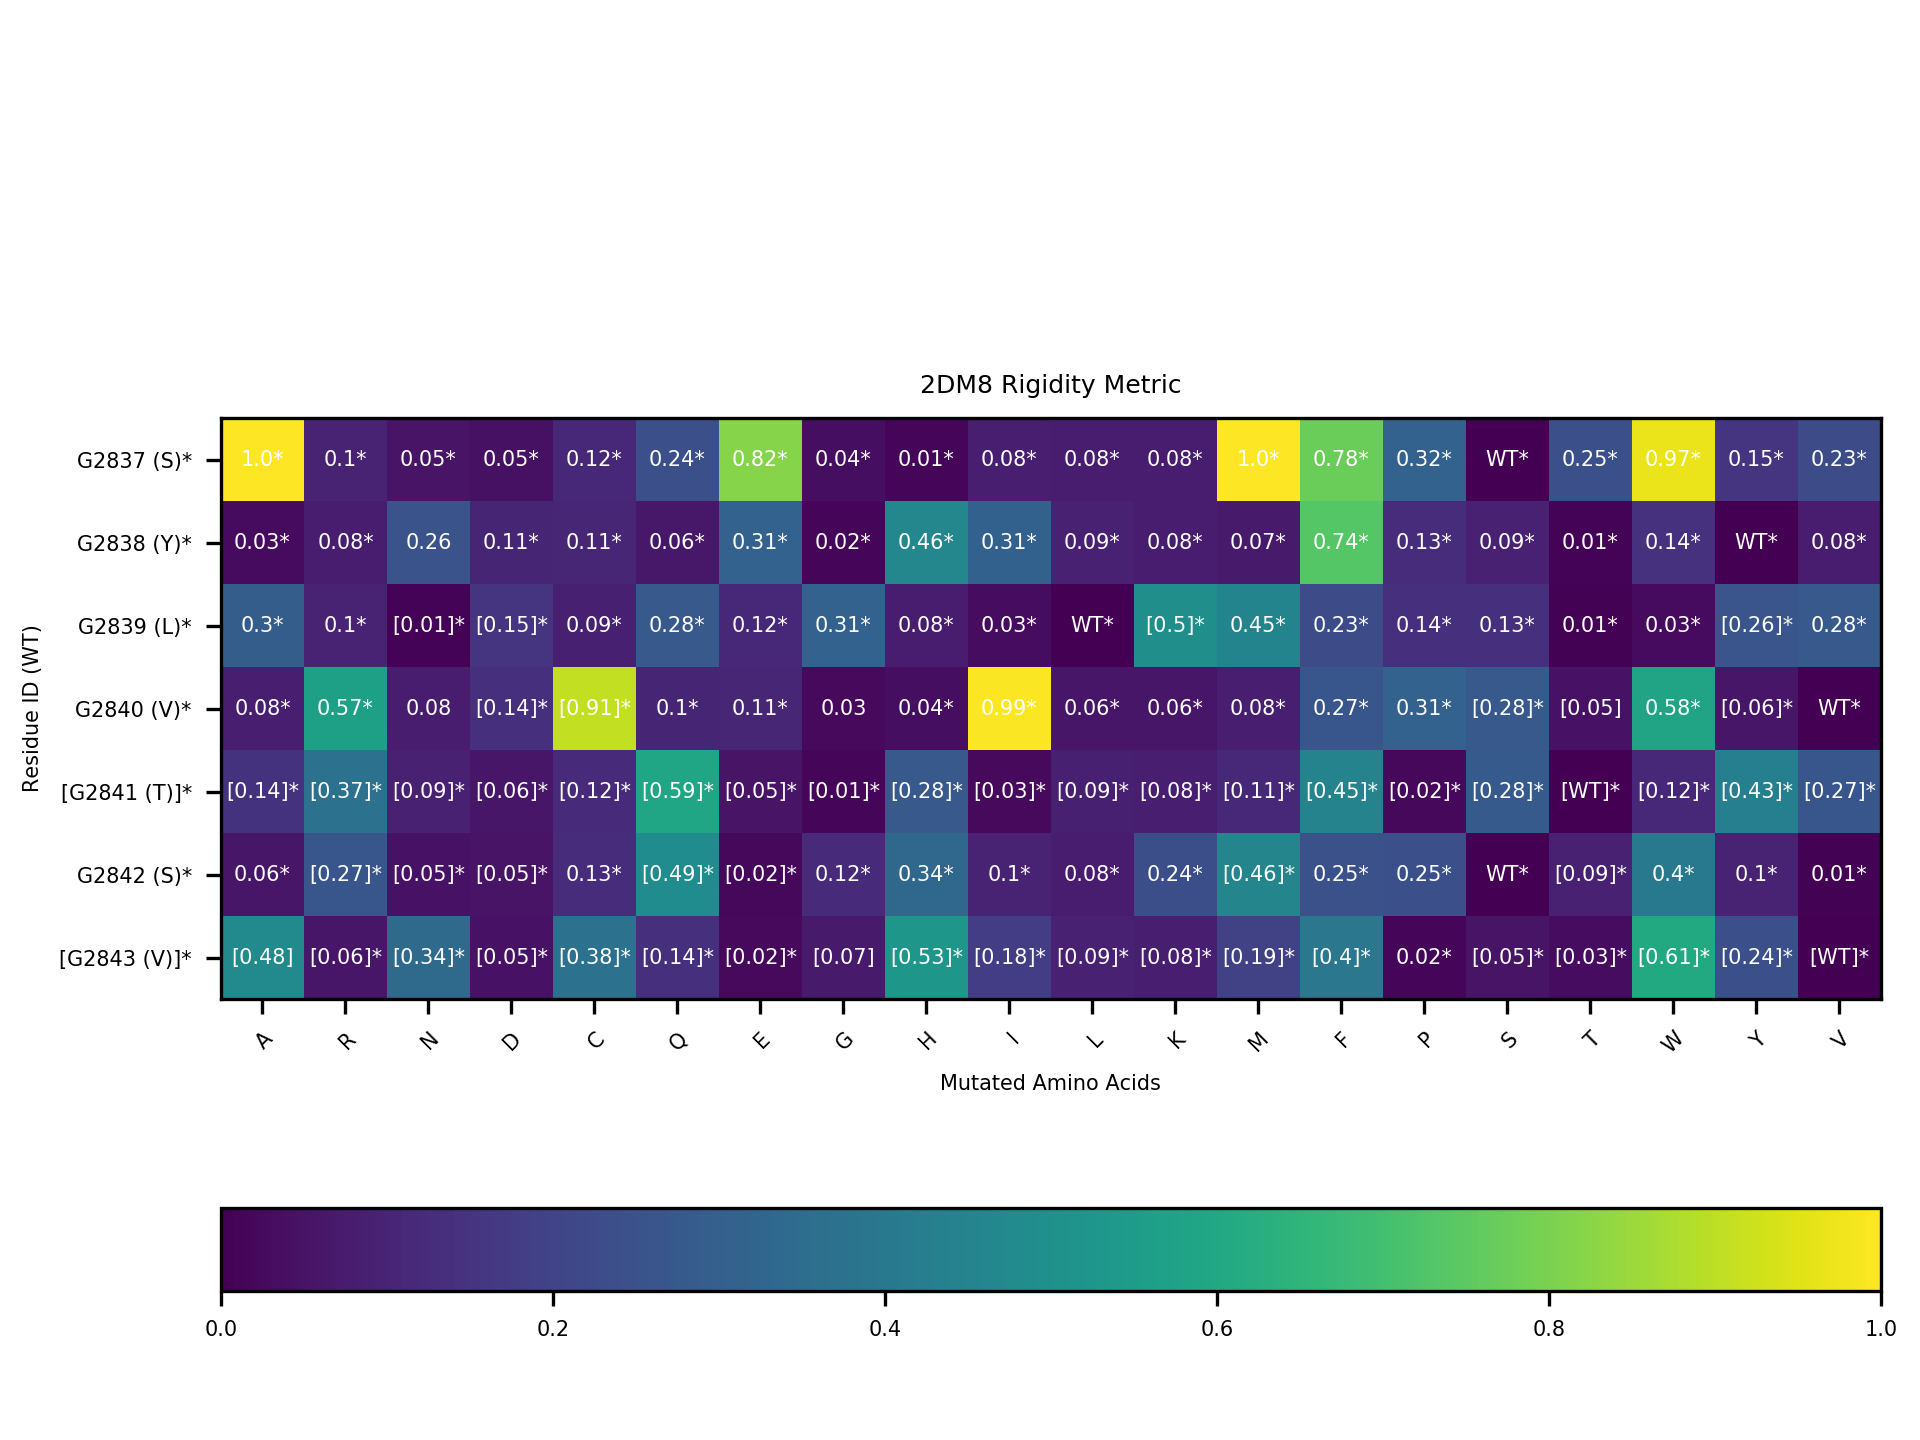 2DM8 Rigidity Metric
Residue ID (WT)
G2837 (S)* 1.0* 0.1* 0.05* 0.05* 0.12* 0.24* 0.82* 0.04* 0.01* 0.08* 0.08* 0.08* 1.0* 0.78* 0.32* WT* 0.25* 0.97* 0.15* 0.23*
G2838 (Y)* 0.03* 0.08* 0.26 0.11* 0.11* 0.06* 0.31* 0.02* 0.46* 0.31* 0.09* 0.08* 0.07* 0.74* 0.13* 0.09* 0.01* 0.14* WT* 0.08*
G2839 (L)* 0.3* 0.1* [0.01]* [0.15]* 0.09* 0.28* 0.12* 0.31* 0.08* 0.03* WT* [0.5]* 0.45* 0.23* 0.14* 0.13* 0.01* 0.03* [0.26]* 0.28*
G2840 (V)* 0.08* 0.57* 0.08 [0.14]* [0.91]* 0.1* 0.11* 0.03 0.04* 0.99* 0.06* 0.06* 0.08* 0.27* 0.31* [0.28]* [0.05] 0.58* [0.06]* WT*
[G2841 (T)]* [0.14]* [0.37]* [0.09]* [0.06]* [0.12]* [0.59]* [0.05]* [0.01]* [0.28]* [0.03]* [0.09]* [0.08]* [0.11]* [0.45]* [0.02]* [0.28]* [WT]* [0.12]* [0.43]* [0.27]*
G2842 (S)* 0.06* [0.27]* [0.05]* [0.05]* 0.13* [0.49]* [0.02]* 0.12* 0.34* 0.1* 0.08* 0.24* [0.46]* 0.25* 0.25* WT* [0.09]* 0.4* 0.1* 0.01*
[G2843 (V)]* [0.48] [0.06]* [0.34]* [0.05]* [0.38]* [0.14]* [0.02]* [0.07] [0.53]* [0.18]* [0.09]* [0.08]* [0.19]* [0.4]* 0.02* [0.05]* [0.03]* [0.61]* [0.24]* [WT]*
A R N D C Q E G H I L K M F P S T W Y V
Mutated Amino Acids
0.0 0.2 0.4 0.6 0.8 1.0